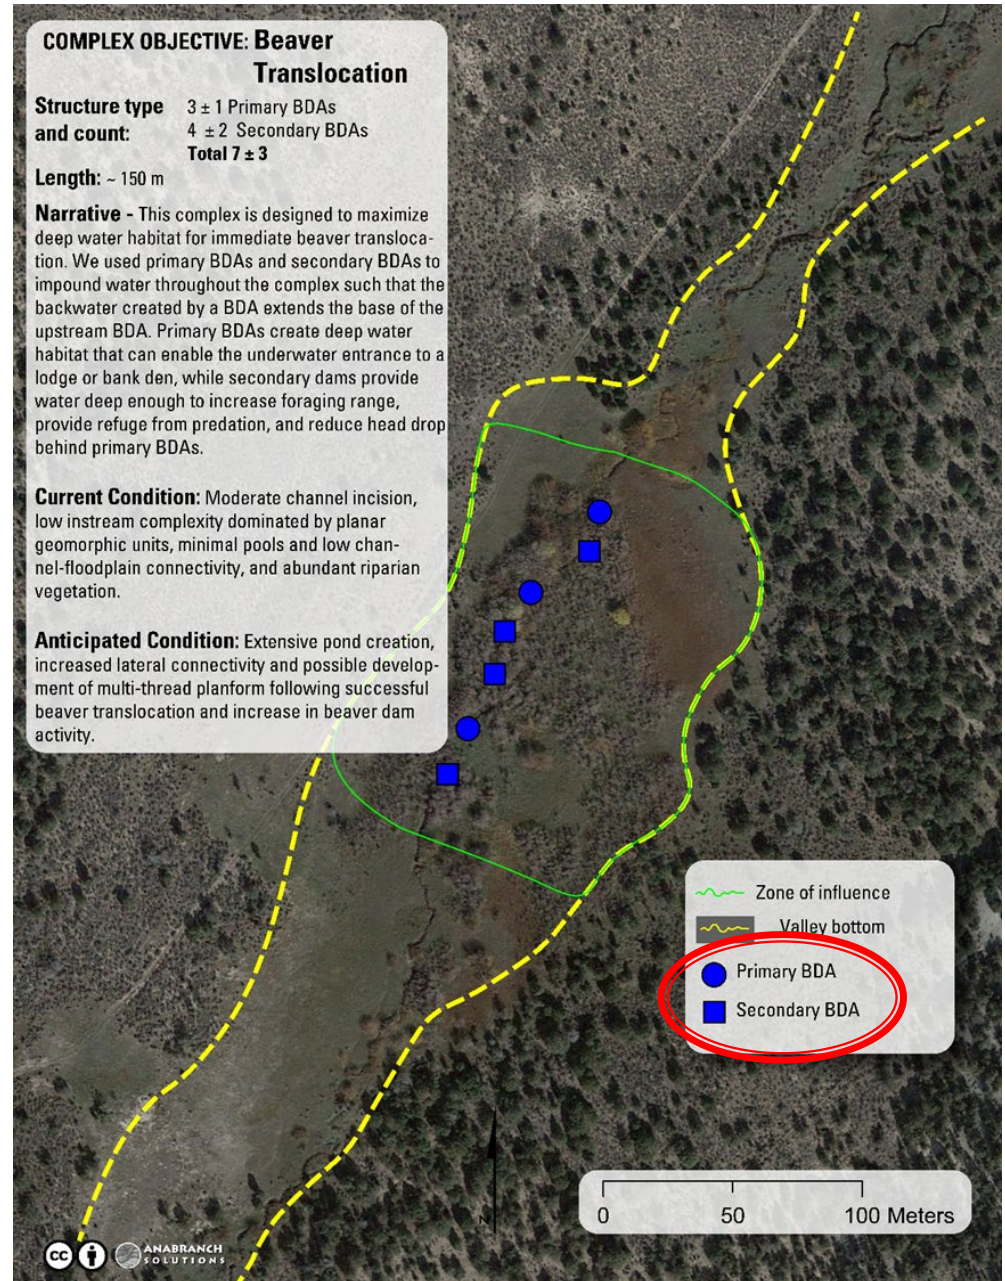 COMPLEX OBJECTIVE: Beaver
Translocation
Structure type
and count:
3 ± 1 Primary BDAs
4 ± 2 Secondary BDAs
Total 7 ± 3
Length: ~ 150 m
Narrative - This complex is designed to maximize
deep water habitat for immediate beaver transloca-
tion. We used primary BDAs and secondary BDAs to
impound water throughout the complex such that the
backwater created by a BDA extends the base of the
upstream BDA. Primary BDAs create deep water
habitat that can enable the underwater entrance to a
lodge or bank den, while secondary dams provide
water deep enough to increase foraging range,
provide refuge from predation, and reduce head drop
behind primary BDAs.
Current Condition: Moderate channel incision,
low instream complexity dominated by planar
geomorphic units, minimal pools and low chan-
nel-floodplain connectivity, and abundant riparian
vegetation.
Anticipated Condition: Extensive pond creation,
increased lateral connectivity and possible develop-
ment of multi-thread planform following successful
beaver translocation and increase in beaver dam
activity.
Zone of influence
Valley bottom
Primary BDA
Secondary BDA
N
0 50 100 Meters
cc
ANABRANCH
SOLUTIONS